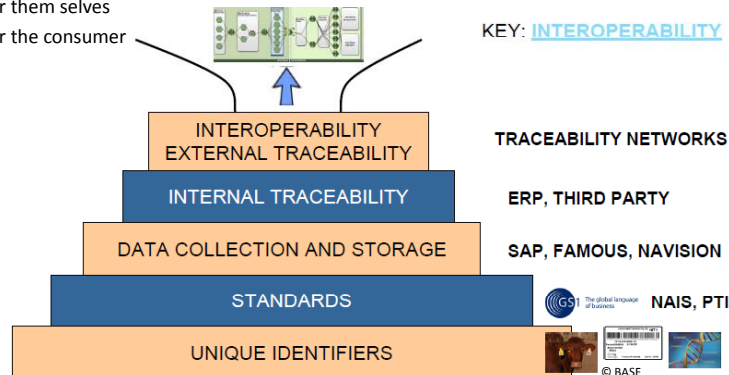 r them selves
r the consumer
KEY: INTEROPERABILITY
INTEROPERABILITY
EXTERNAL TRACEABILITY
TRACEABILITY NETWORKS
INTERNAL TRACEABILITY
ERP, THIRD PARTY
DATA COLLECTION AND STORAGE
SAP, FAMOUS, NAVISION
STANDARDS
GS1 The global language
of business
NAIS, PTI
UNIQUE IDENTIFIERS
© BASF